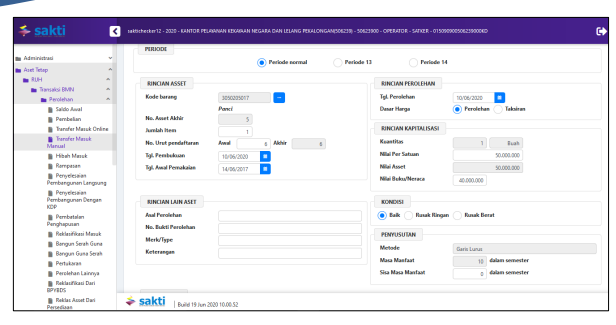 sakti
saktichecker12 - 2020 - KANTOR PELAYANAN KEKAYAAN NEGARA DAN LELANG PEKALONGAN(506239) - 50623900 - OPERATOR - SATKER - 015090900506239000KD
Administrasi
Aset Tetap
RUH
Transaksi BMN
Perolehan
Saldo Awal
Pembelian
Transfer Masuk Online
Transfer Masuk
Manual
Hibah Masuk
Rampasan
Penyelesaian
Pembangunan Langsung
Penyelesaian
Pembangunan Dengan
KDP
Pembatalan
Penghapusan
Reklasifikasi Masuk
Bangun Serah Guna
Bangun Guna Serah
Pertukaran
Perolehan Lainnya
Reklasifikasi Dari
BPYBDS
Reklas Asset Dari
Persediaan
PERIODE
Periode normal
Periode 13
Periode 14
RINCIAN ASSET
Kode barang 3050205017
Panci
No. Asset Akhir 5
Jumlah Item 1
No. Urut pendaftaran Awal 6 Akhir 6
Tgl. Pembukuan 10/06/2020
Tgl. Awal Pemakaian 14/06/2017
RINCIAN PEROLEHAN
Tgl. Perolehan 10/06/2020
Dasar Harga Perolehan Taksiran
RINCIAN KAPITALISASI
Kuantitas 1 Buah
Nilai Per Satuan 50.000.000
Nilai Asset 50.000.000
Nilai Buku/Neraca 40.000.000
RINCIAN LAIN ASET
Asal Perolehan
No. Bukti Perolehan
Merk/Type
Keterangan
KONDISI
Baik Rusak Ringan Rusak Berat
PENYUSUTAN
Metode Garis Lurus
Masa Manfaat 10 dalam semester
Sisa Masa Manfaat 0 dalam semester
sakti Build 19 Jun 2020 10.00.52